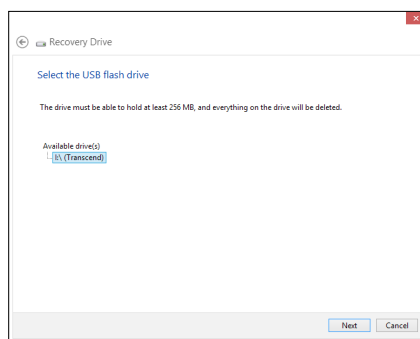 Recovery Drive
Select the USB flash drive
The drive must be able to hold at least 256 MB, and everything on the drive will be deleted.
Available drive(s)
I:\ (Transcend)
Next
Cancel